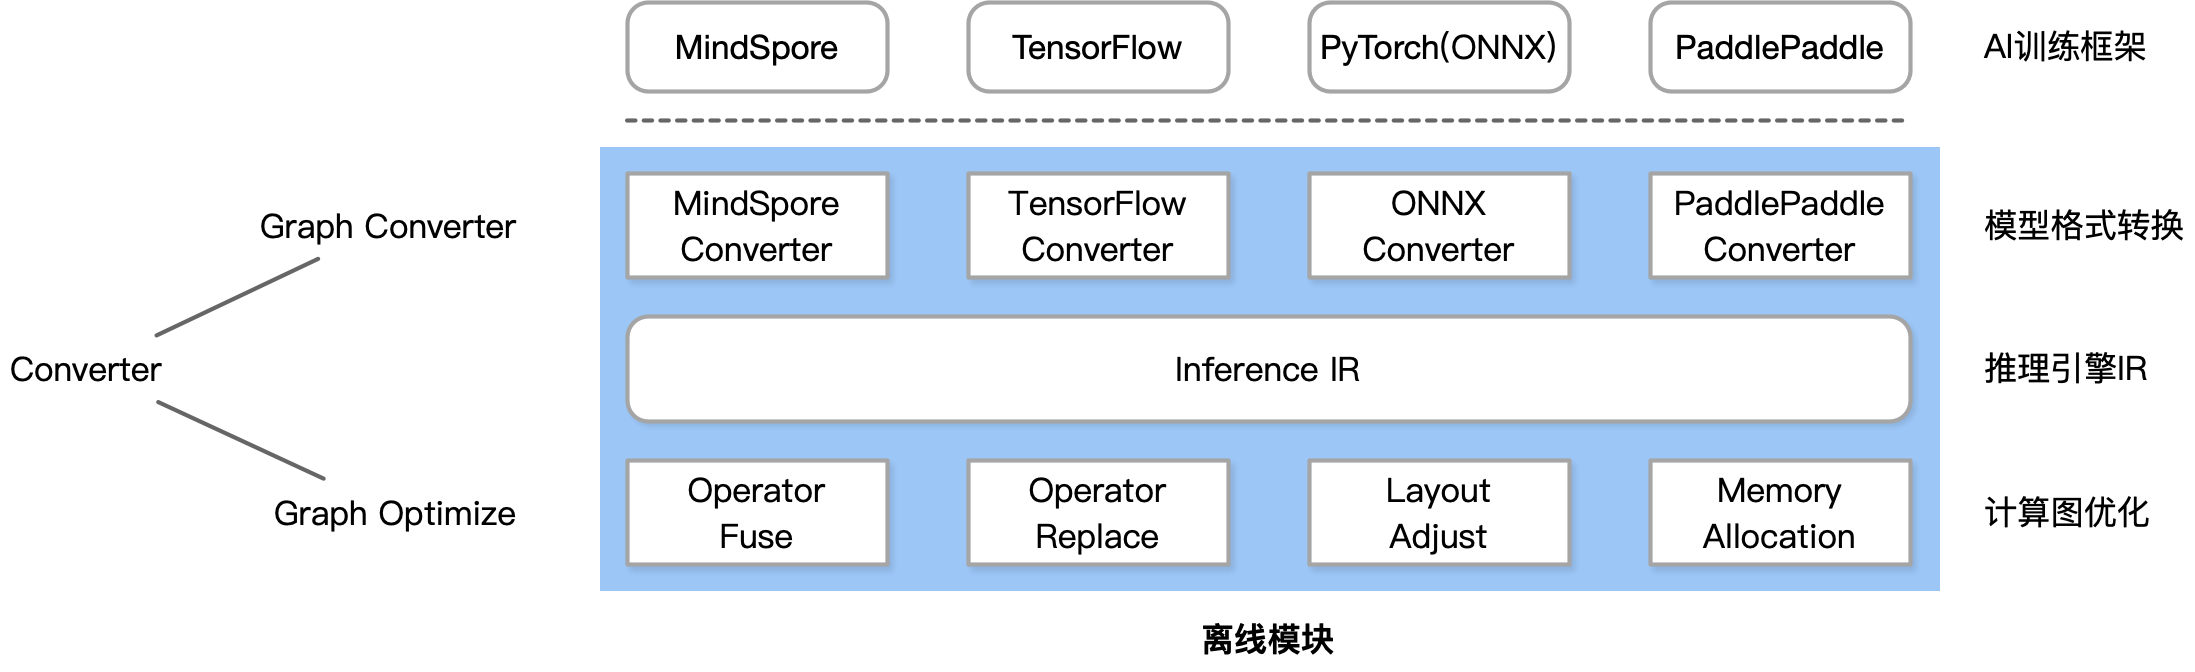 MindSpore
TensorFlow
PyTorch(ONNX)
PaddlePaddle
AI训练框架
Graph Converter
MindSpore
Converter
TensorFlow
Converter
ONNX
Converter
PaddlePaddle
Converter
模型格式转换
Converter
Inference IR
推理引擎IR
Graph Optimize
Operator
Fuse
Operator
Replace
Layout
Adjust
Memory
Allocation
计算图优化
离线模块